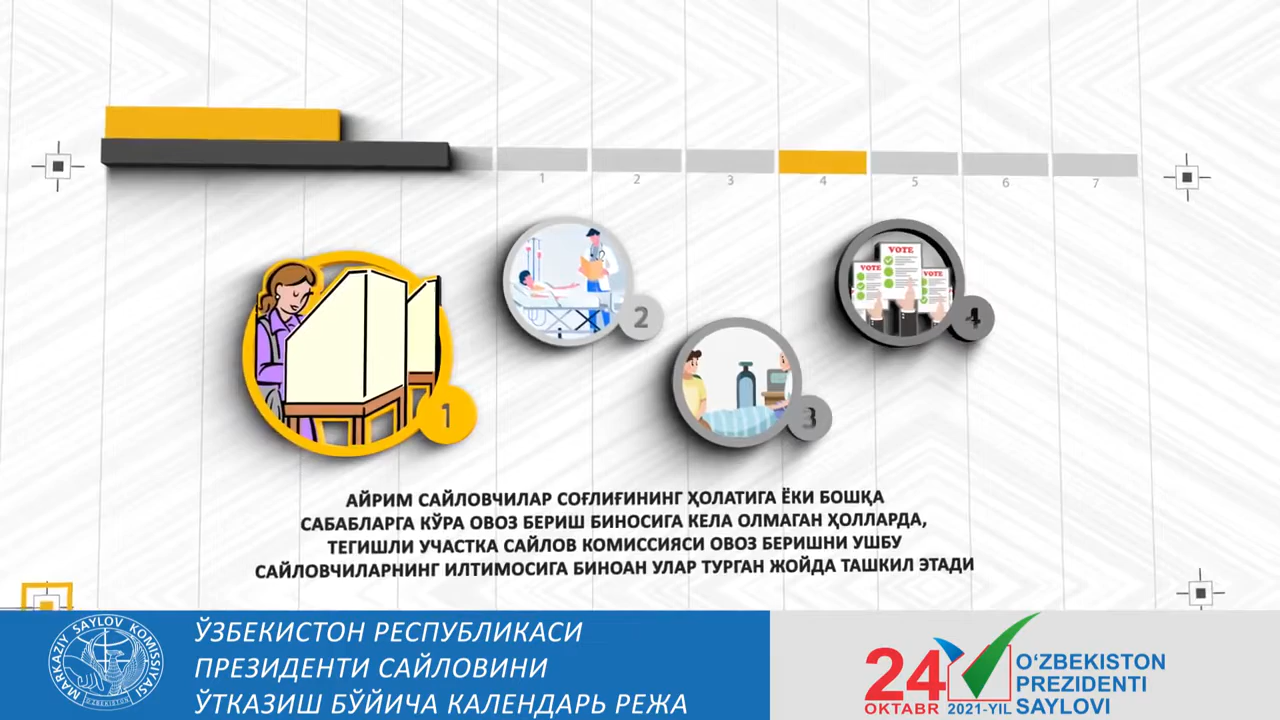 1
2
3
4
5
6
7
VOTE
VOTE
VOTE
1
2
3
4
АЙРИМ САЙЛОВЧИЛАР СОҒЛИҒИНИНГ ҲОЛАТИГА ЁКИ БОШҚА
САБАБЛАРГА КЎРА ОВОЗ БЕРИШ БИНОСИГА КЕЛА ОЛМАГАН ҲОЛЛАРДА,
ТЕГИШЛИ УЧАСТКА САЙЛОВ КОМИССИЯСИ ОВОЗ БЕРИШНИ УШБУ
САЙЛОВЧИЛАРНИНГ ИЛТИМОСИГА БИНОАН УЛАР ТУРГАН ЖОЙДА ТАШКИЛ ЭТАДИ
MARKAZIY SAYLOV KOMISSIYASI
O'ZBEKISTON
ЎЗБЕКИСТОН РЕСПУБЛИКАСИ
ПРЕЗИДЕНТИ САЙЛОВИНИ
ЎТКАЗИШ БЎЙИЧА КАЛЕНДАРЬ РЕЖА
24
OKTABR 2021-YIL
O‘ZBEKISTON
PREZIDENTI
SAYLOVI